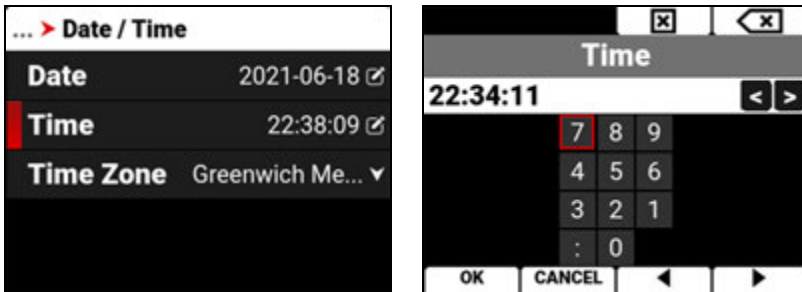 ... > Date / Time
Date 2021-06-18
Time 22:38:09
Time Zone Greenwich Me...
Time
22:34:11
< >
7 8 9
4 5 6
3 2 1
: 0
OK CANCEL